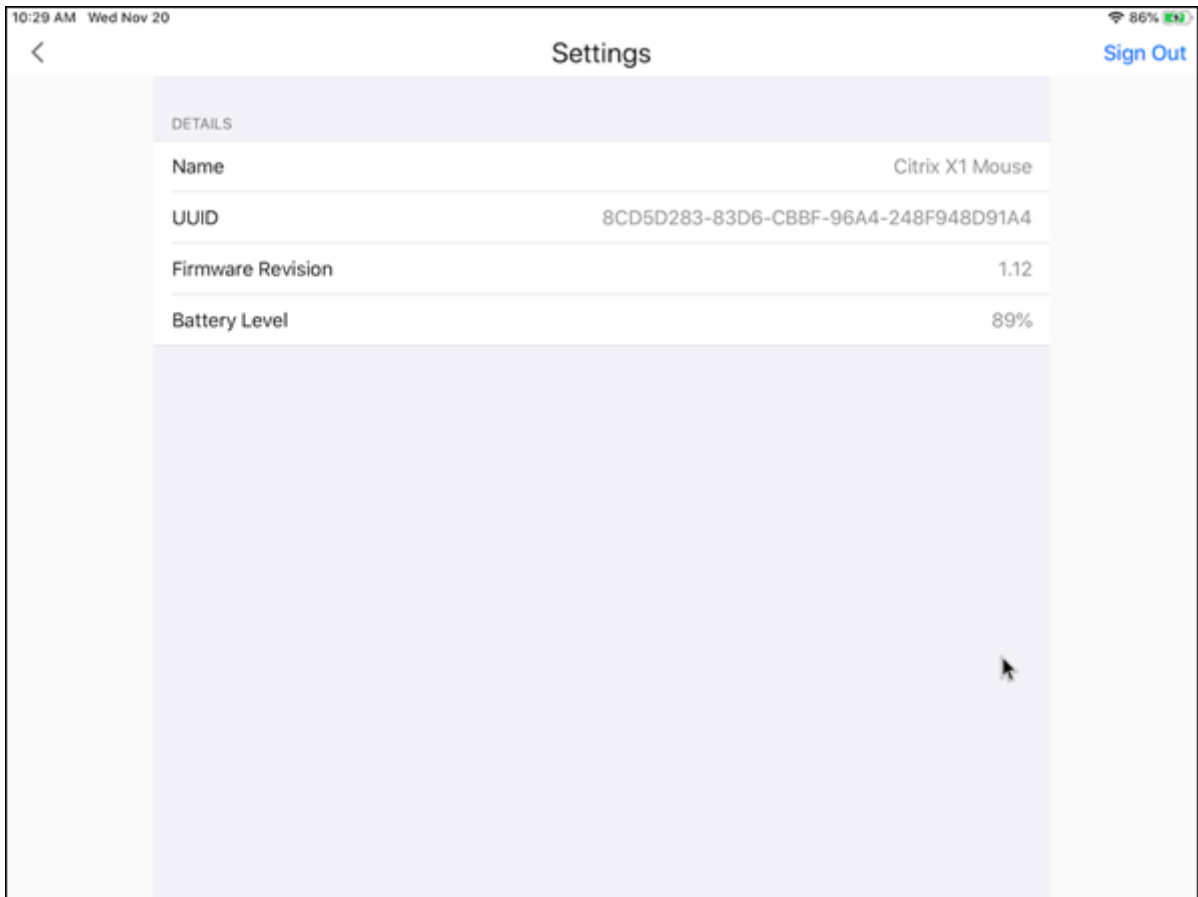 10:29 AM Wed Nov 20 86%
Settings Sign Out
DETAILS
Name Citrix X1 Mouse
UUID 8CD5D283-83D6-CBBF-96A4-248F948D91A4
Firmware Revision 1.12
Battery Level 89%